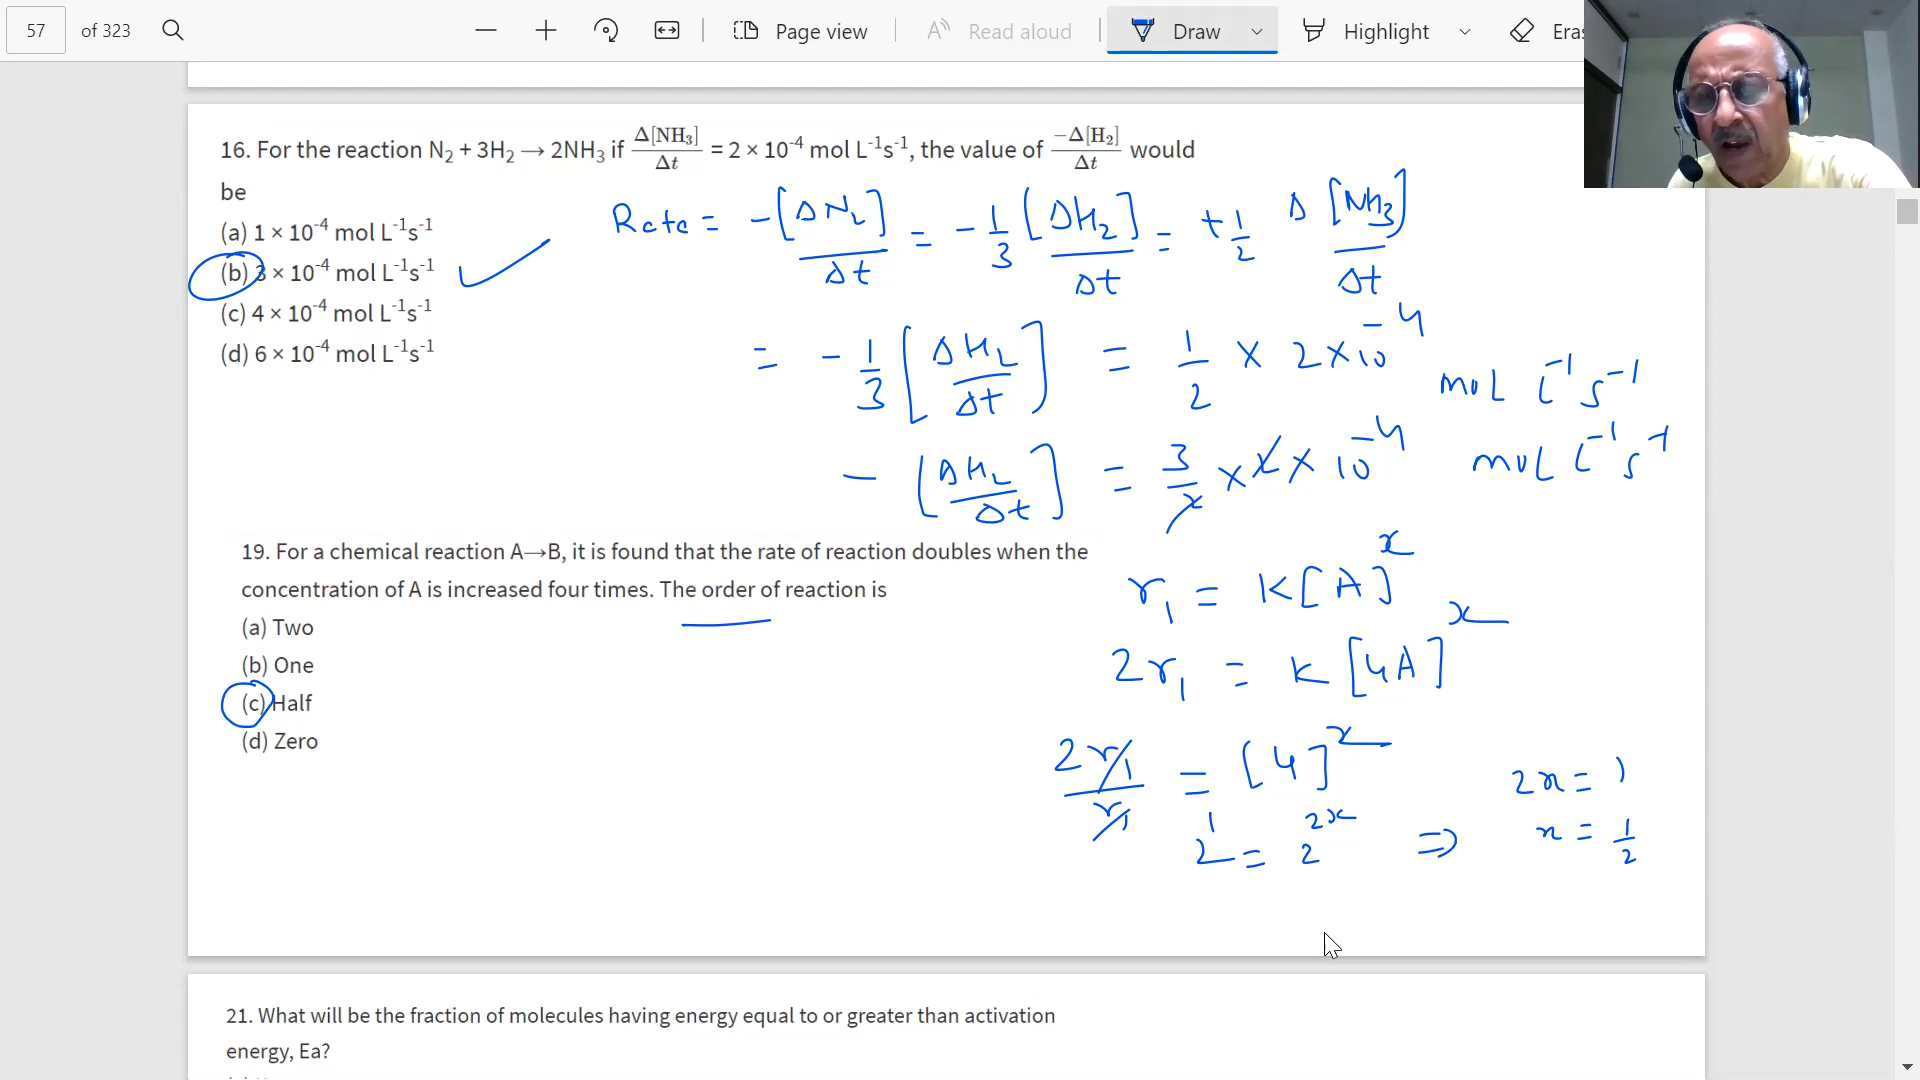 57 of 323 Page view Read aloud Draw Highlight Eras
16. For the reaction N₂ + 3H₂ → 2NH₃ if Δ[NH₃]/Δt = 2 × 10⁻⁴ mol L⁻¹s⁻¹, the value of −Δ[H₂]/Δt would
be
(a) 1 × 10⁻⁴ mol L⁻¹s⁻¹
(b) 3 × 10⁻⁴ mol L⁻¹s⁻¹
(c) 4 × 10⁻⁴ mol L⁻¹s⁻¹
(d) 6 × 10⁻⁴ mol L⁻¹s⁻¹
Rate = -[ΔN₂]/Δt = -1/3 [ΔH₂]/Δt = +1/2 Δ[NH₃]/Δt
= -1/3 [ΔH₂/Δt] = 1/2 × 2×10⁻⁴ mol L⁻¹ s⁻¹
- [ΔH₂/Δt] = 3/2 × 2 × 10⁻⁴ mol L⁻¹ s⁻¹
19. For a chemical reaction A→B, it is found that the rate of reaction doubles when the
concentration of A is increased four times. The order of reaction is
(a) Two
(b) One
(c) Half
(d) Zero
r₁ = K[A]ˣ
2r₁ = K[4A]ˣ
2r₁/r₁ = [4]ˣ
2¹ = 2²ˣ ⇒
2x = 1
x = 1/2
21. What will be the fraction of molecules having energy equal to or greater than activation
energy, Ea?